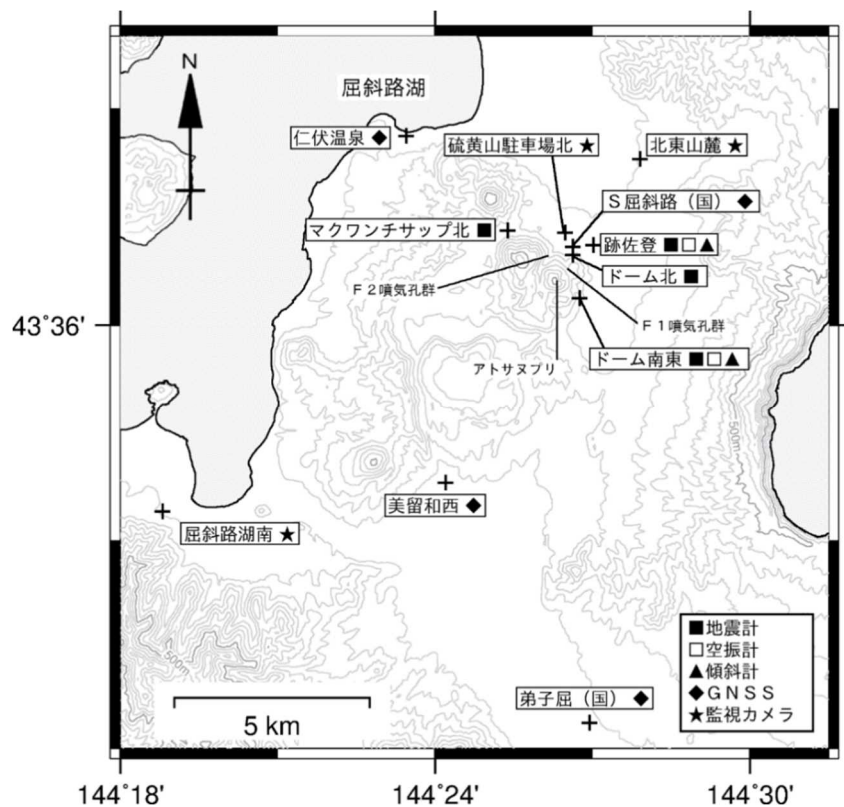 N
屈斜路湖
仁伏温泉 ◆
硫黄山駐車場北 ★
北東山麓 ★
S屈斜路（国） ◆
マクワンチサップ北 ■
跡佐登 ■□▲
ドーム北 ■
F2噴気孔群
F1噴気孔群
43°36'
アトサヌプリ
ドーム南東 ■□▲
500m
美留和西 ◆
屈斜路湖南 ★
500m
■地震計
□空振計
▲傾斜計
◆GNSS
★監視カメラ
弟子屈（国） ◆
5 km
144°18'
144°24'
144°30'